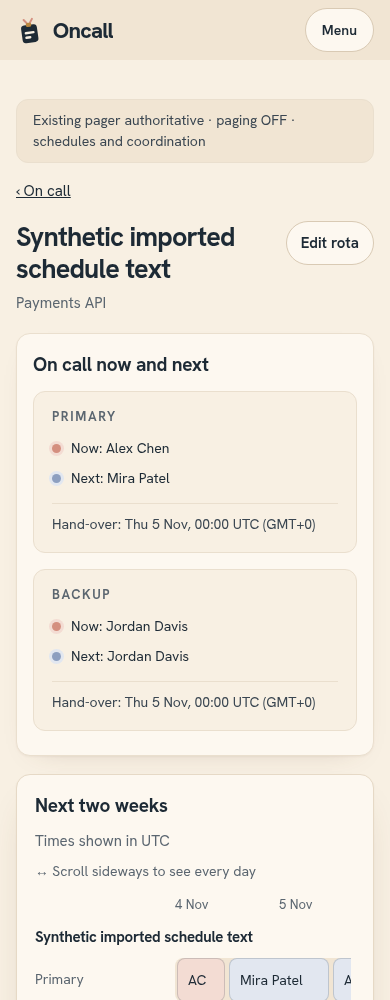 Oncall
Menu
Existing pager authoritative · paging OFF ·
schedules and coordination
‹ On call
Synthetic imported
schedule text
Edit rota
Payments API
On call now and next
PRIMARY
Now: Alex Chen
Next: Mira Patel
Hand-over: Thu 5 Nov, 00:00 UTC (GMT+0)
BACKUP
Now: Jordan Davis
Next: Jordan Davis
Hand-over: Thu 5 Nov, 00:00 UTC (GMT+0)
Next two weeks
Times shown in UTC
↔ Scroll sideways to see every day
4 Nov 5 Nov
Synthetic imported schedule text
Primary AC Mira Patel